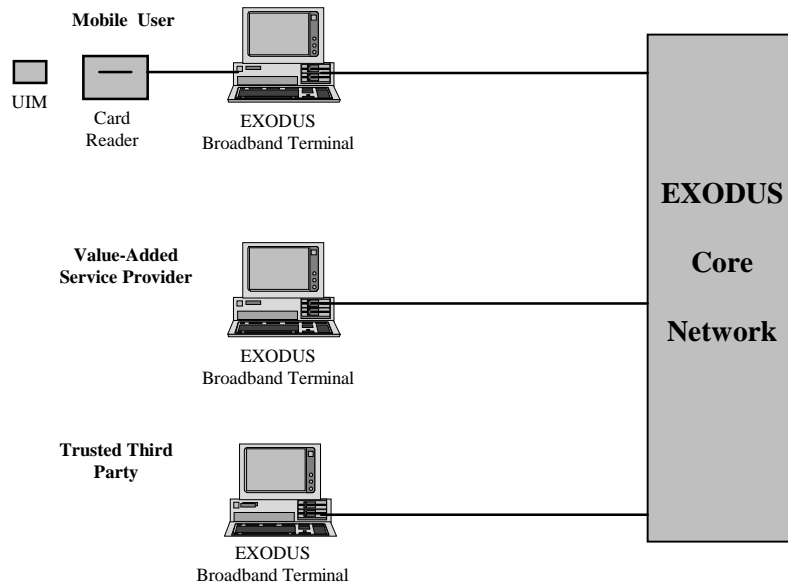 Mobile User
UIM
Card
Reader
EXODUS
Broadband Terminal
Value-Added
Service Provider
EXODUS
Broadband Terminal
Trusted Third
Party
EXODUS
Broadband Terminal
EXODUS
Core
Network